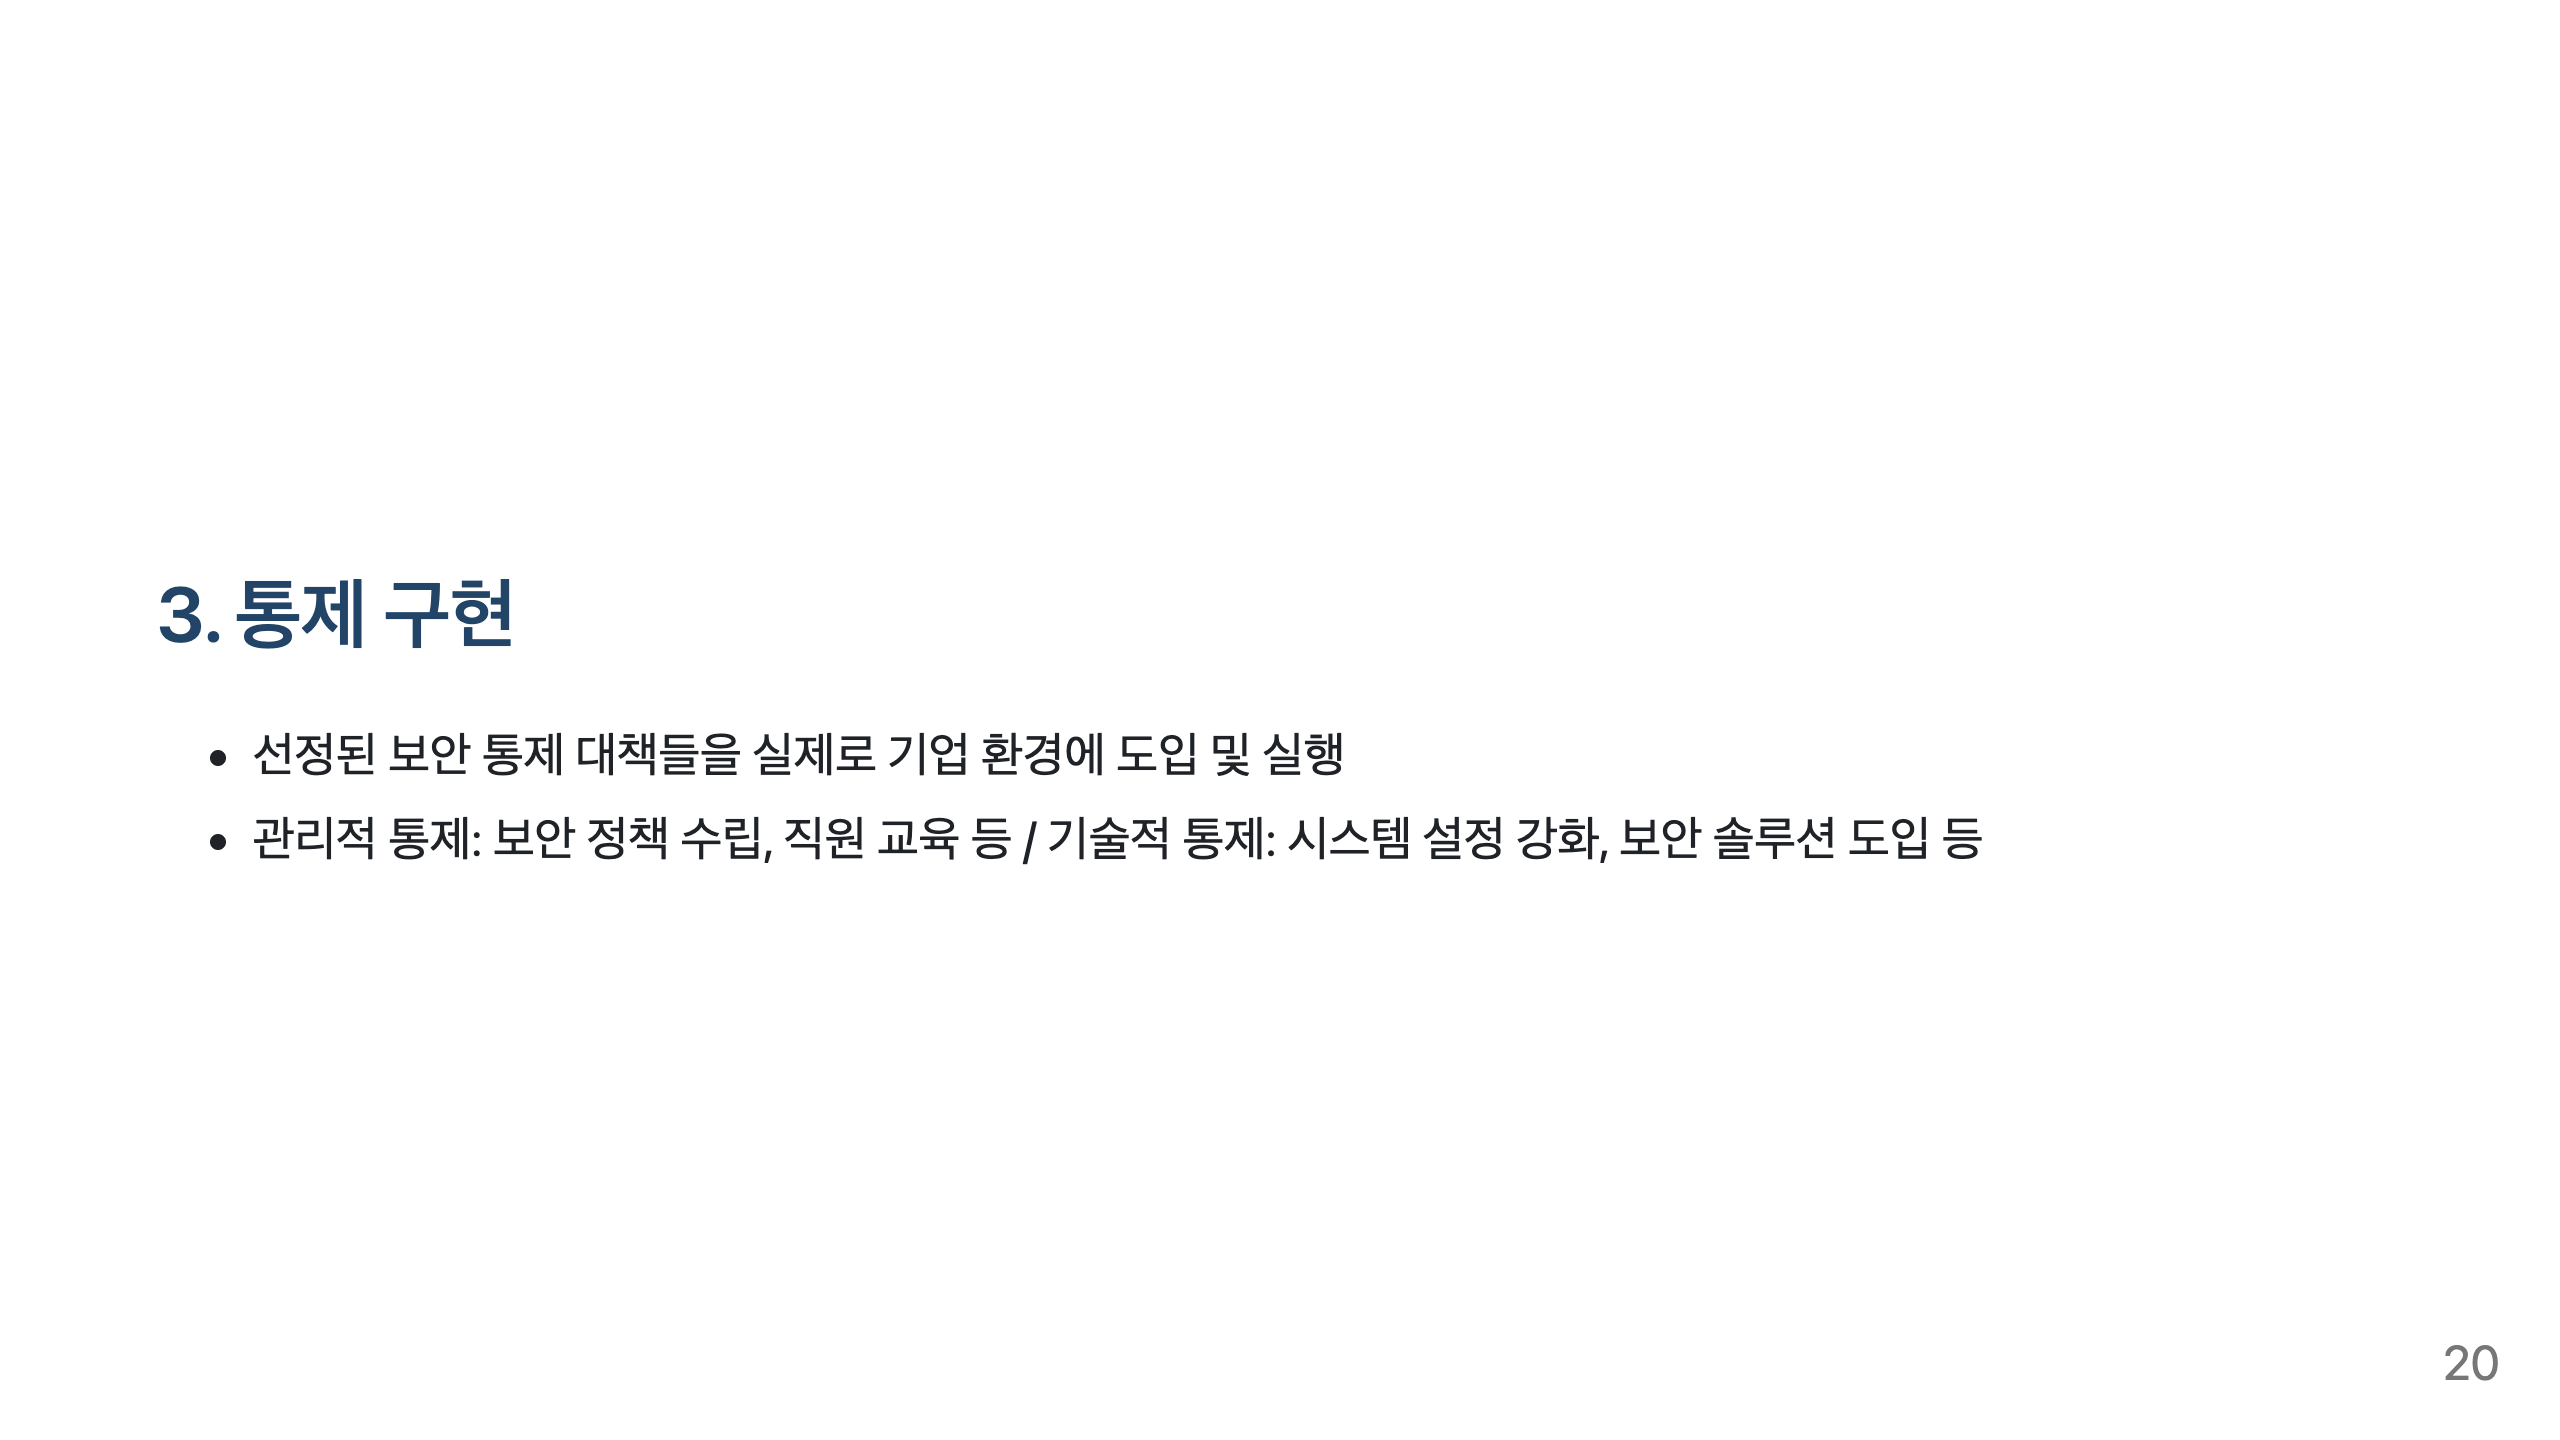 3. 통제 구현
• 선정된 보안 통제 대책들을 실제로 기업 환경에 도입 및 실행
• 관리적 통제: 보안 정책 수립, 직원 교육 등 / 기술적 통제: 시스템 설정 강화, 보안 솔루션 도입 등
20